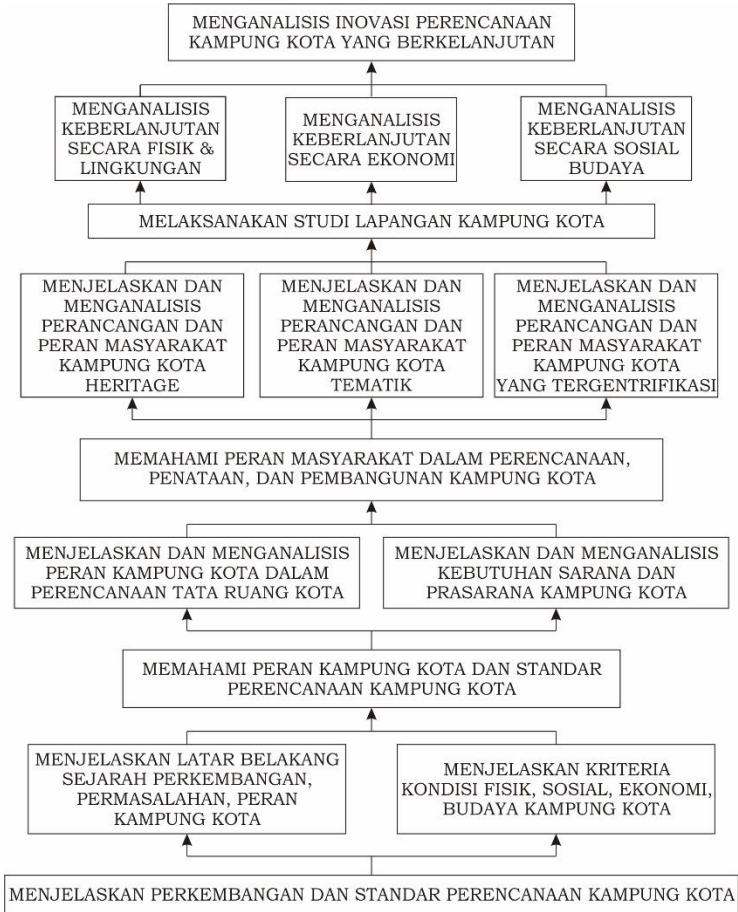 MENGANALISIS INOVASI PERENCANAAN
KAMPUNG KOTA YANG BERKELANJUTAN
MENGANALISIS
KEBERLANJUTAN
SECARA FISIK &
LINGKUNGAN
MENGANALISIS
KEBERLANJUTAN
SECARA EKONOMI
MENGANALISIS
KEBERLANJUTAN
SECARA SOSIAL
BUDAYA
MELAKSANAKAN STUDI LAPANGAN KAMPUNG KOTA
MENJELASKAN DAN
MENGANALISIS
PERANCANGAN DAN
PERAN MASYARAKAT
KAMPUNG KOTA
HERITAGE
MENJELASKAN DAN
MENGANALISIS
PERANCANGAN DAN
PERAN MASYARAKAT
KAMPUNG KOTA
TEMATIK
MENJELASKAN DAN
MENGANALISIS
PERANCANGAN DAN
PERAN MASYARAKAT
KAMPUNG KOTA
YANG TERGENTRIFIKASI
MEMAHAMI PERAN MASYARAKAT DALAM PERENCANAAN,
PENATAAN, DAN PEMBANGUNAN KAMPUNG KOTA
MENJELASKAN DAN MENGANALISIS
PERAN KAMPUNG KOTA DALAM
PERENCANAAN TATA RUANG KOTA
MENJELASKAN DAN MENGANALISIS
KEBUTUHAN SARANA DAN
PRASARANA KAMPUNG KOTA
MEMAHAMI PERAN KAMPUNG KOTA DAN STANDAR
PERENCANAAN KAMPUNG KOTA
MENJELASKAN LATAR BELAKANG
SEJARAH PERKEMBANGAN,
PERMASALAHAN, PERAN
KAMPUNG KOTA
MENJELASKAN KRITERIA
KONDISI FISIK, SOSIAL, EKONOMI,
BUDAYA KAMPUNG KOTA
MENJELASKAN PERKEMBANGAN DAN STANDAR PERENCANAAN KAMPUNG KOTA